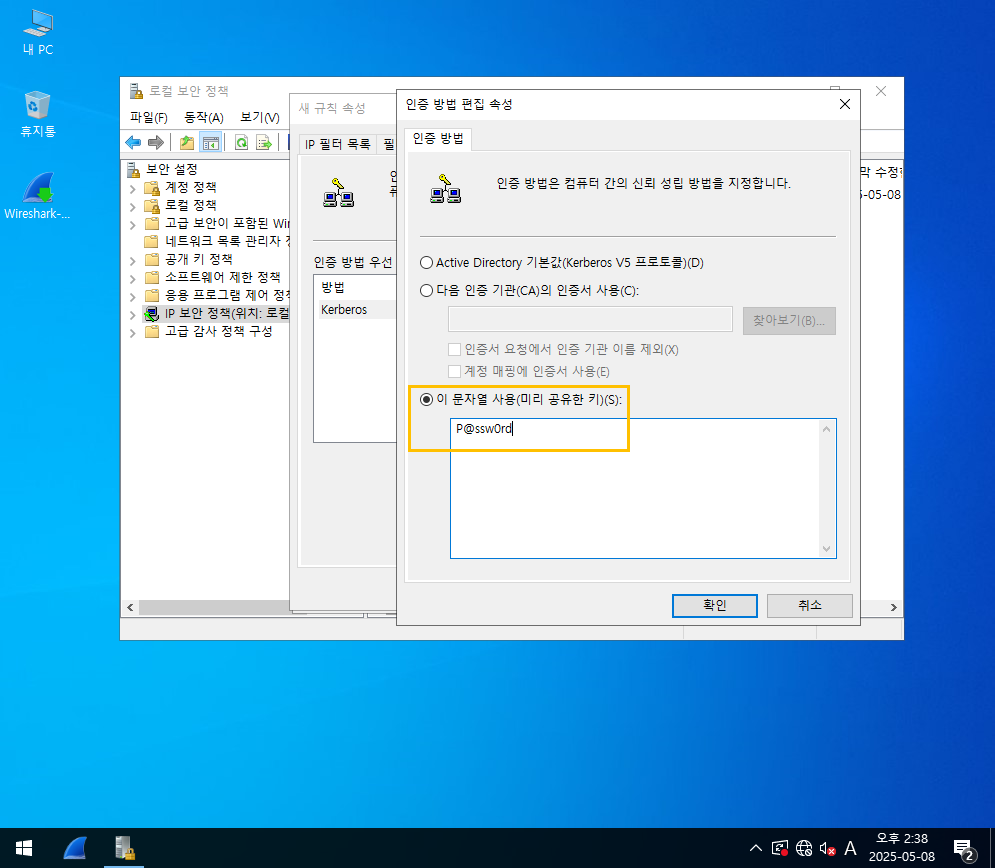 내 PC
휴지통
Wireshark-...
로컬 보안 정책
파일(F) 동작(A) 보기(V)
보안 설정
계정 정책
로컬 정책
고급 보안이 포함된 Win
네트워크 목록 관리자 정
공개 키 정책
소프트웨어 제한 정책
응용 프로그램 제어 정책
IP 보안 정책(위치: 로컬
고급 감사 정책 구성
새 규칙 속성
IP 필터 목록
인증 방법 우선
방법
Kerberos
인증 방법 편집 속성
인증 방법
인증 방법은 컴퓨터 간의 신뢰 성립 방법을 지정합니다.
Active Directory 기본값(Kerberos V5 프로토콜)(D)
다음 인증 기관(CA)의 인증서 사용(C):
찾아보기(B)...
인증서 요청에서 인증 기관 이름 제외(X)
계정 매핑에 인증서 사용(E)
이 문자열 사용(미리 공유한 키)(S):
P@ssw0rd
확인 취소
막 수정한
5-05-08
A
오후 2:38
2025-05-08
2